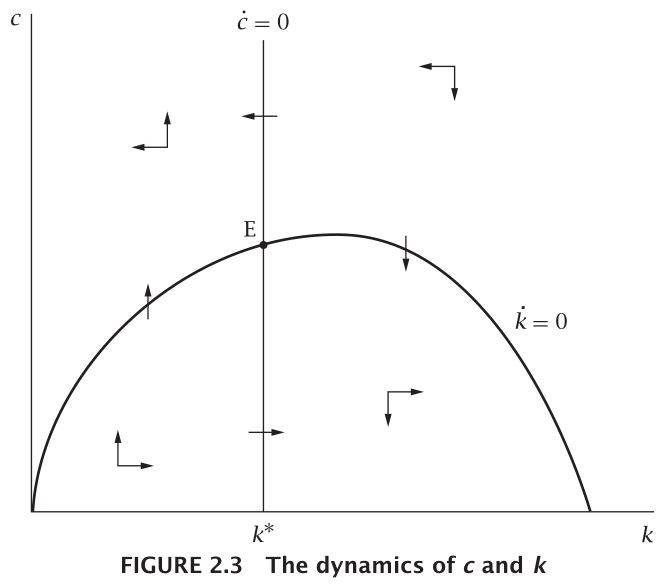 c
ċ = 0
E
k̇ = 0
k*
k
FIGURE 2.3 The dynamics of c and k